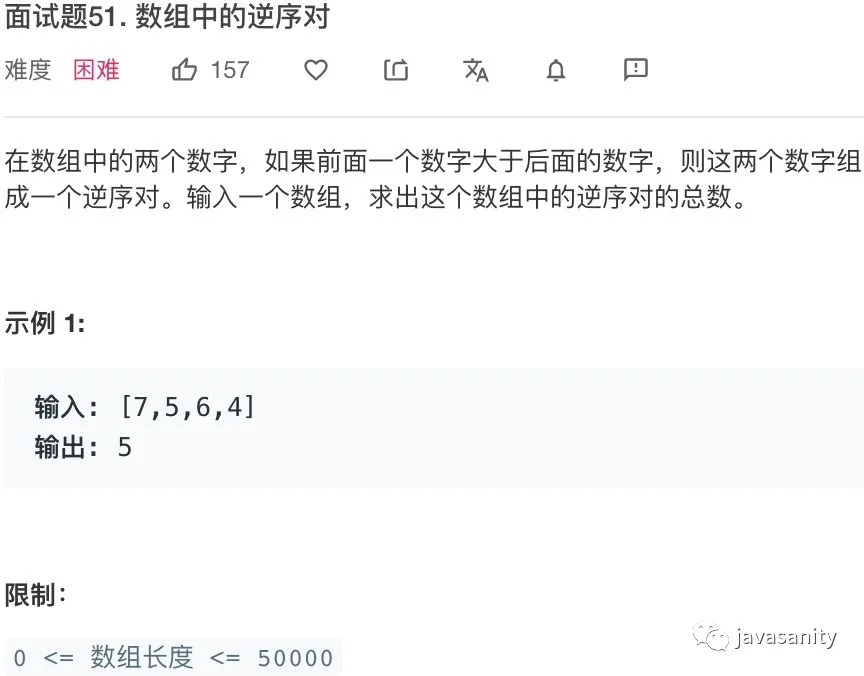 面试题51. 数组中的逆序对
难度 困难 157
在数组中的两个数字，如果前面一个数字大于后面的数字，则这两个数字组
成一个逆序对。输入一个数组，求出这个数组中的逆序对的总数。
示例 1:
输入: [7,5,6,4]
输出: 5
限制：
0 <= 数组长度 <= 50000
javasanity